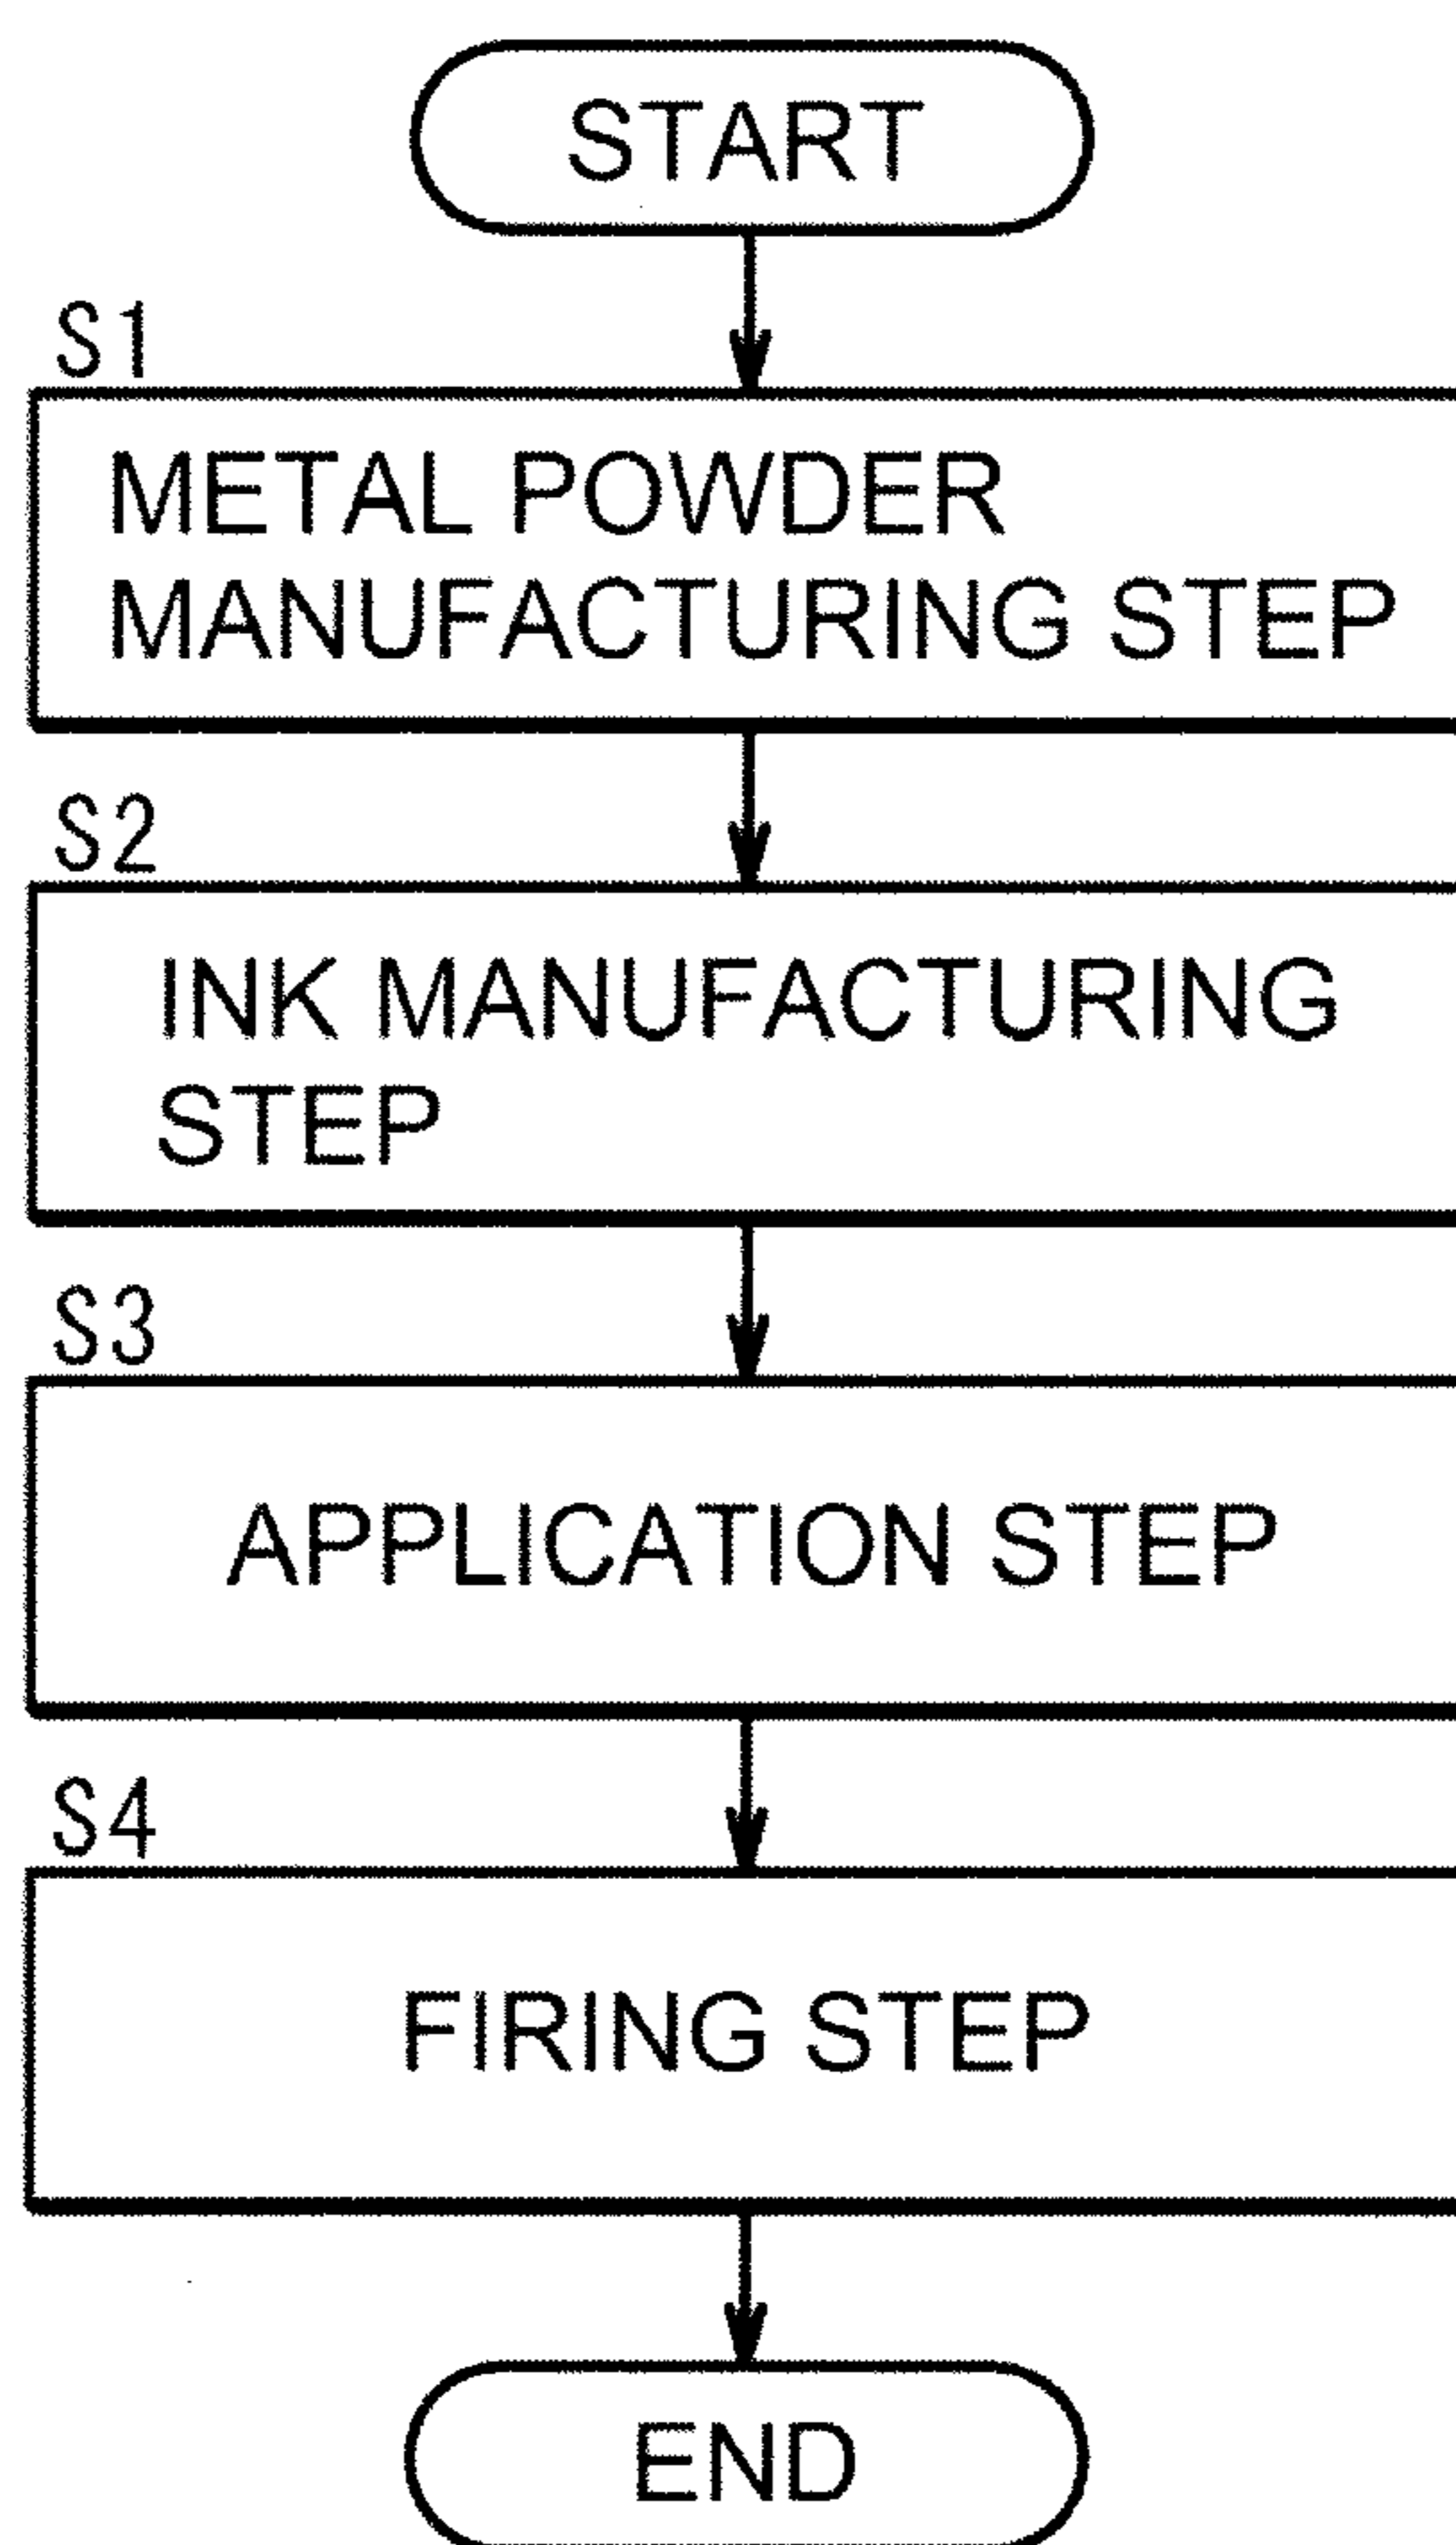 START
S1
METAL POWDER
MANUFACTURING STEP
S2
INK MANUFACTURING
STEP
S3
APPLICATION STEP
S4
FIRING STEP
END